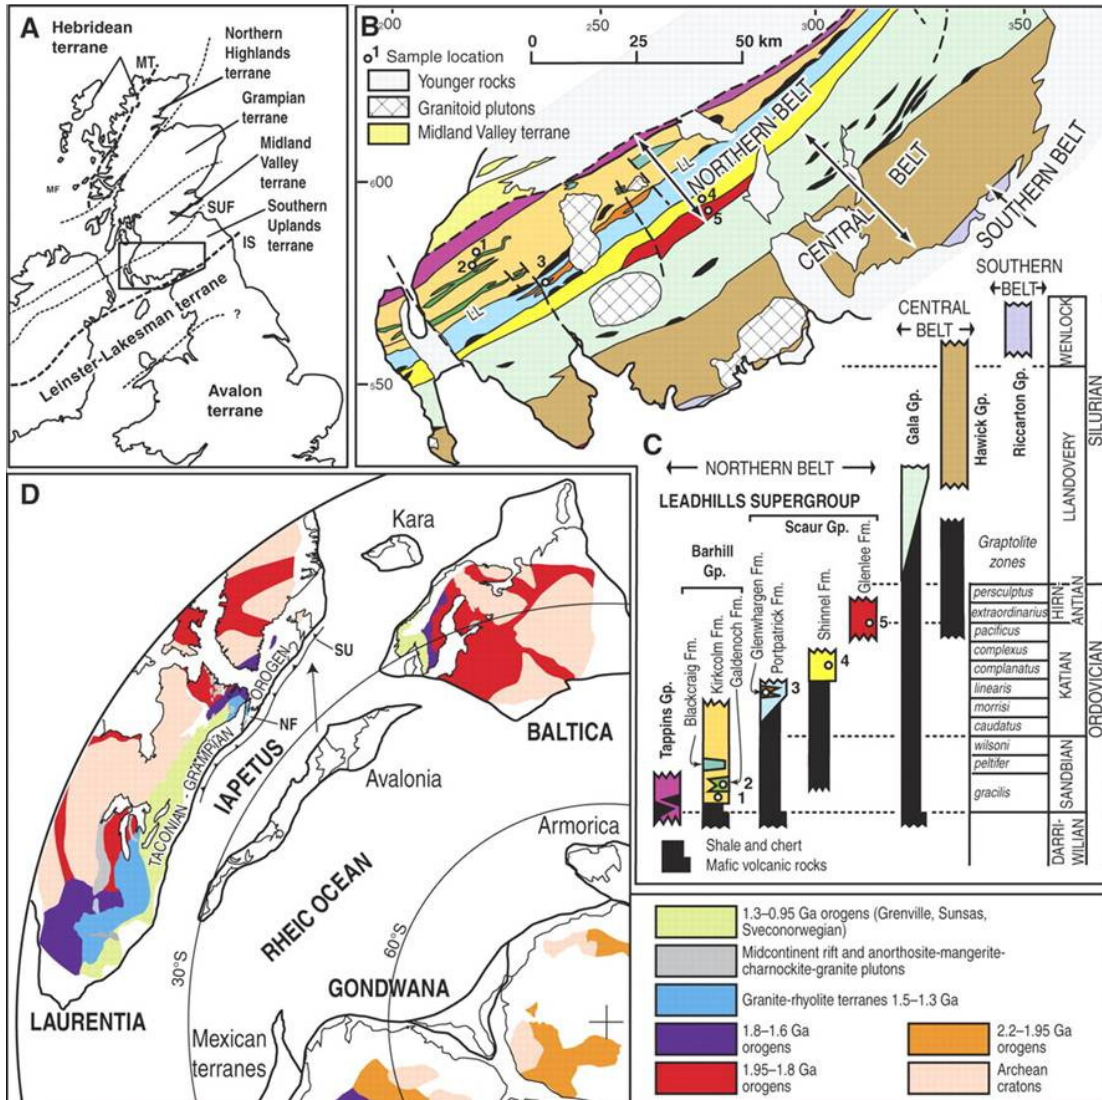 A
Hebridean
terrane
MT
Northern
Highlands
terrane
Grampian
terrane
Midland
Valley
terrane
MF
SUF
Southern
Uplands
terrane
IS
Leinster-Lakesman terrane
?
Avalon
terrane
B
200
250
300
350
1
Sample location
0
25
50 km
Younger rocks
Granitoid plutons
Midland Valley terrane
600
550
LL
NORTHERN BELT
CENTRAL
BELT
SOUTHERN BELT
1
2
3
4
5
LL
C
NORTHERN BELT
LEADHILLS SUPERGROUP
Scaur Gp.
Barhill
Gp.
Tappins Gp.
Blackcraig Fm.
Kirkcolm Fm.
Galdenoch Fm.
Glenwhargen Fm.
Portpatrick Fm.
Shinnel Fm.
Glenlee Fm.
CENTRAL
BELT
Gala Gp.
Hawick Gp.
SOUTHERN
BELT
Riccarton Gp.
1
2
3
4
5
Graptolite
zones
persculptus
extraordinarius
pacificus
complexus
complanatus
linearis
morrisi
caudatus
wilsoni
peltifer
gracilis
WENLOCK
LLANDOVERY
HIRN-
ANTIAN
KATIAN
SANDBIAN
DARRI-
WILIAN
SILURIAN
ORDOVICIAN
Shale and chert
Mafic volcanic rocks
D
Kara
SU
BALTICA
NF
TACONIAN - GRAMPIAN OROGEN
IAPETUS
Avalonia
Armorica
RHEIC OCEAN
30°S
60°S
GONDWANA
LAURENTIA
Mexican
terranes
1.3–0.95 Ga orogens (Grenville, Sunsas,
Sveconorwegian)
Midcontinent rift and anorthosite-mangerite-
charnockite-granite plutons
Granite-rhyolite terranes 1.5–1.3 Ga
1.8–1.6 Ga
orogens
2.2–1.95 Ga
orogens
1.95–1.8 Ga
orogens
Archean
cratons